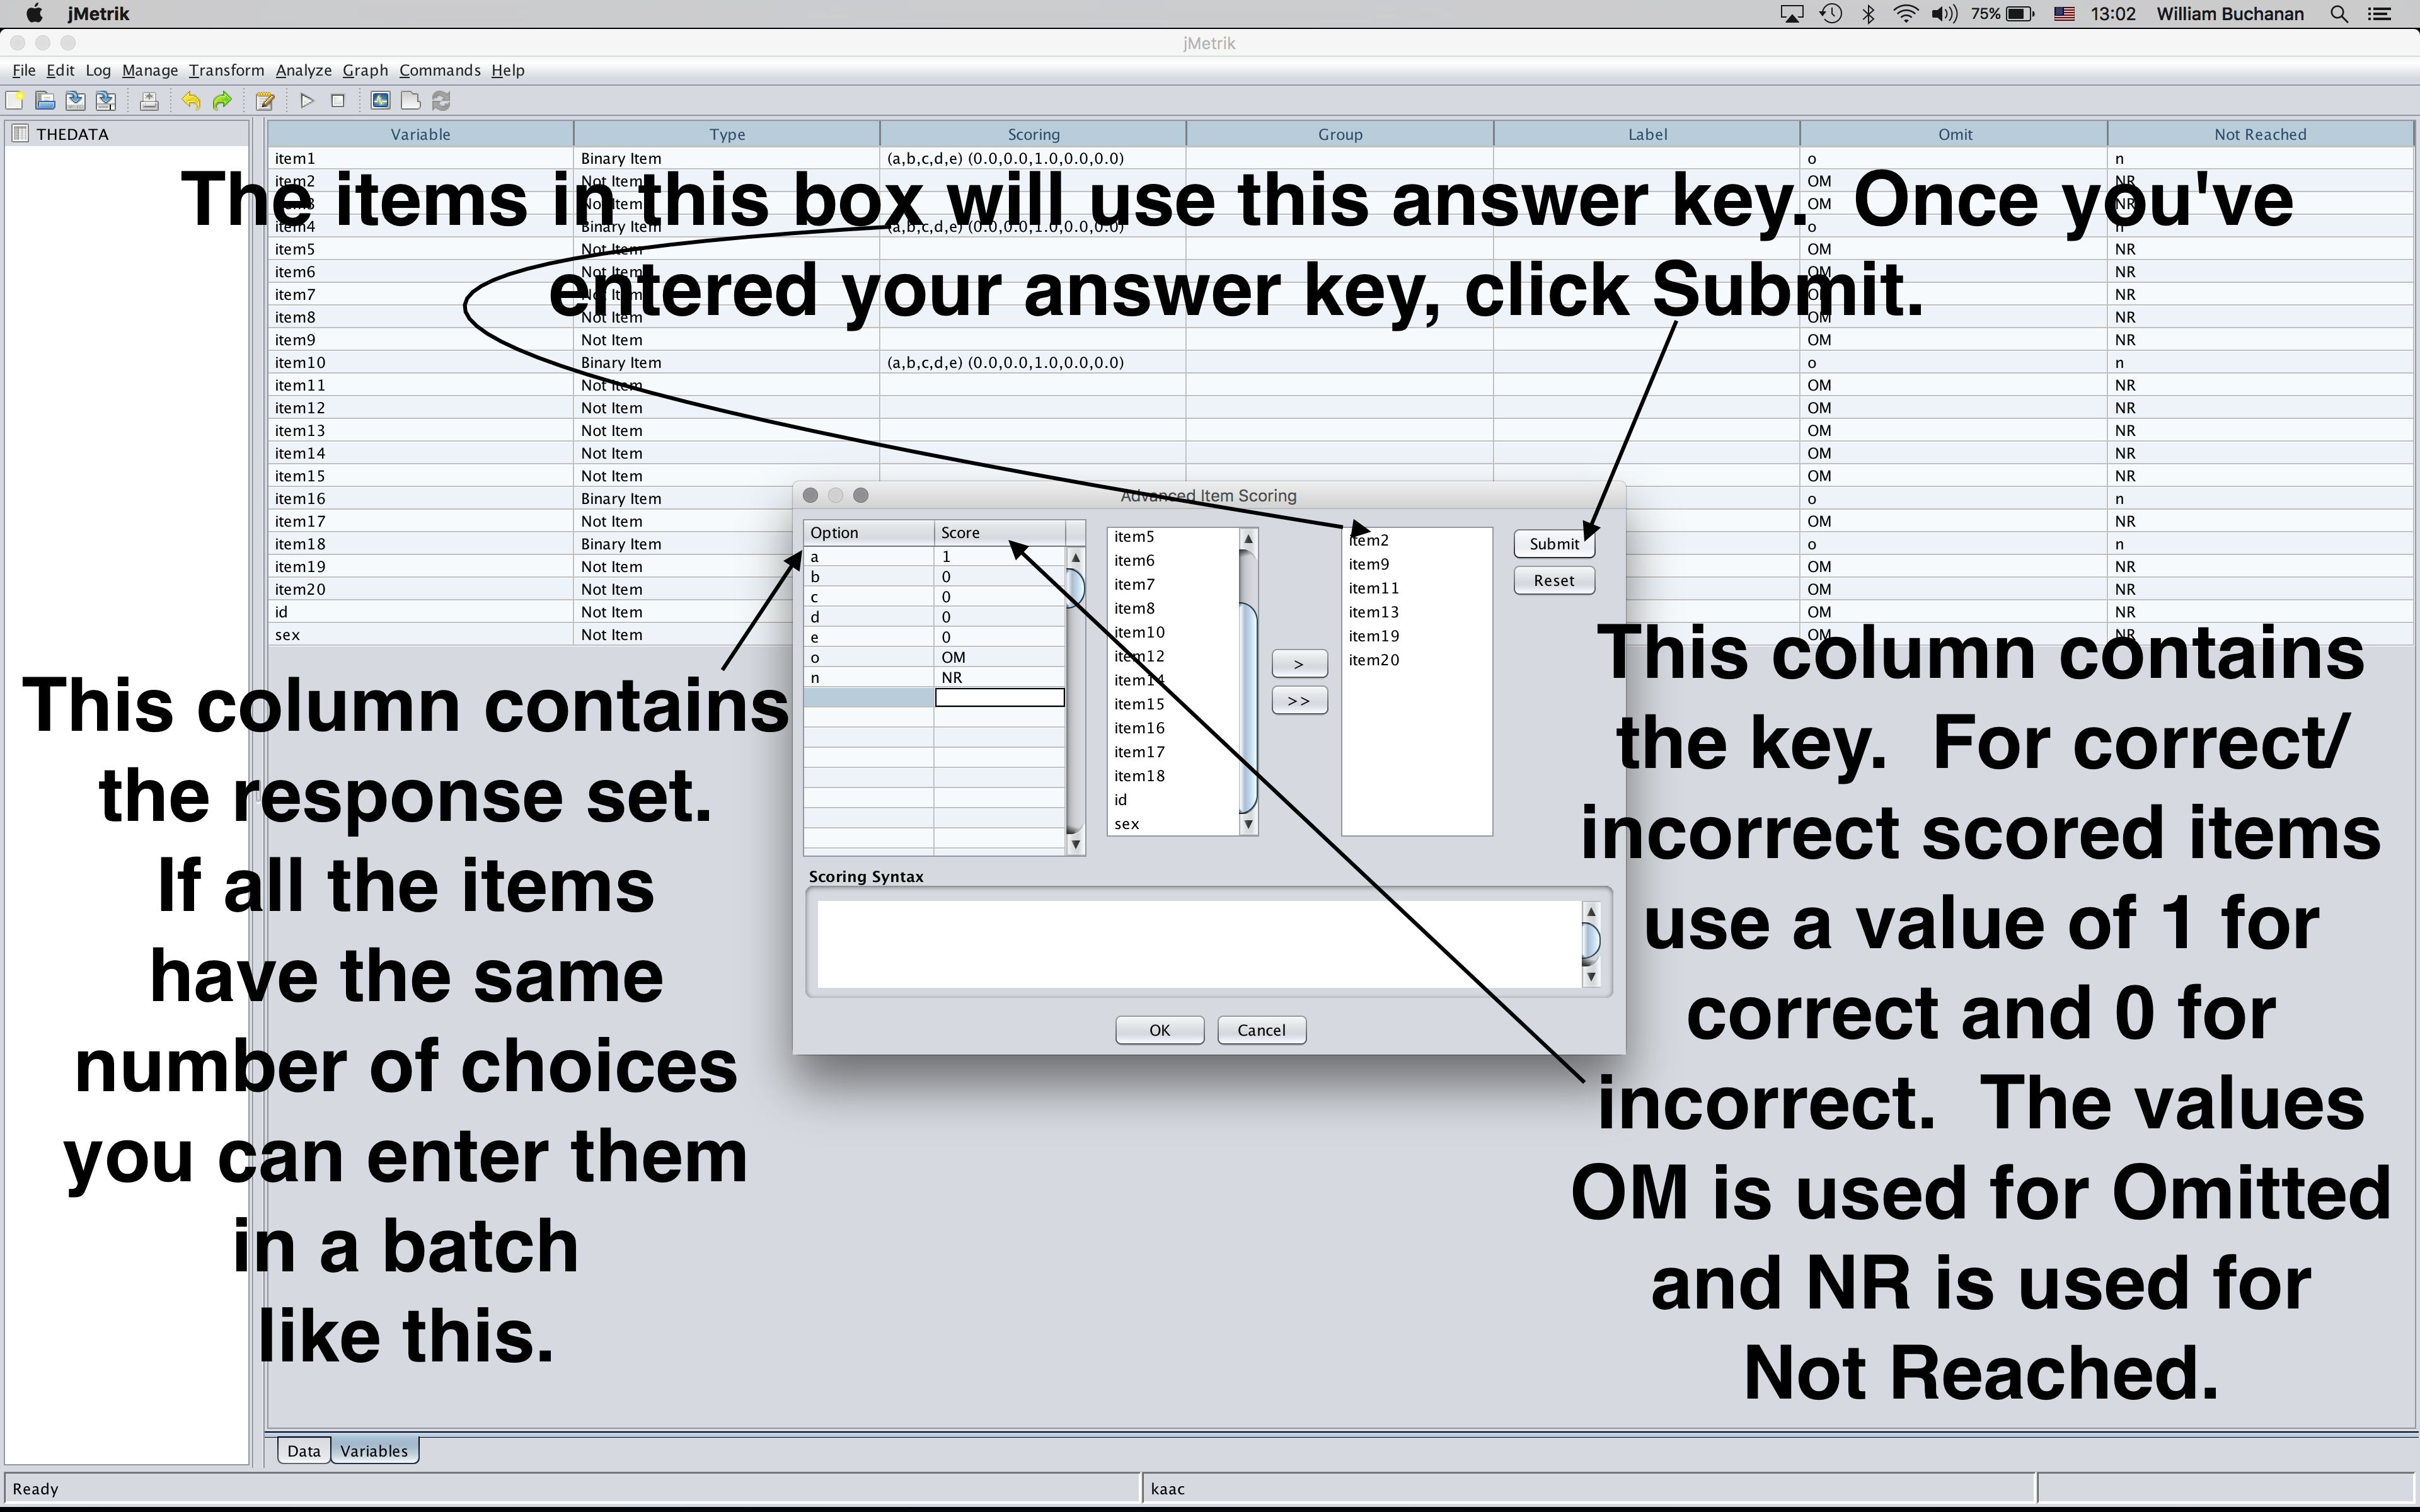 jMetrik 75% 13:02 William Buchanan
jMetrik
File Edit Log Manage Transform Analyze Graph Commands Help
THEDATA
Variable Type Scoring Group Label Omit Not Reached
item1 Binary Item (a,b,c,d,e) (0.0,0.0,1.0,0.0,0.0) o n
item2 Not Item OM NR
item3 Not Item OM NR
item4 Binary Item (a,b,c,d,e) (0.0,0.0,1.0,0.0,0.0) o n
item5 Not Item OM NR
item6 Not Item OM NR
item7 Not Item OM NR
item8 Not Item OM NR
item9 Not Item OM NR
item10 Binary Item (a,b,c,d,e) (0.0,0.0,1.0,0.0,0.0) o n
item11 Not Item OM NR
item12 Not Item OM NR
item13 Not Item OM NR
item14 Not Item OM NR
item15 Not Item OM NR
item16 Binary Item o n
item17 Not Item OM NR
item18 Binary Item o n
item19 Not Item OM NR
item20 Not Item OM NR
id Not Item OM NR
sex Not Item OM NR
The items in this box will use this answer key. Once you've
entered your answer key, click Submit.
Advanced Item Scoring
Option Score
a 1
b 0
c 0
d 0
e 0
o OM
n NR
item5
item6
item7
item8
item10
item12
item14
item15
item16
item17
item18
id
sex
>
>>
item2
item9
item11
item13
item19
item20
Submit
Reset
Scoring Syntax
OK Cancel
This column contains
the response set.
If all the items
have the same
number of choices
you can enter them
in a batch
like this.
This column contains
the key. For correct/
incorrect scored items
use a value of 1 for
correct and 0 for
incorrect. The values
OM is used for Omitted
and NR is used for
Not Reached.
Data Variables
Ready kaac